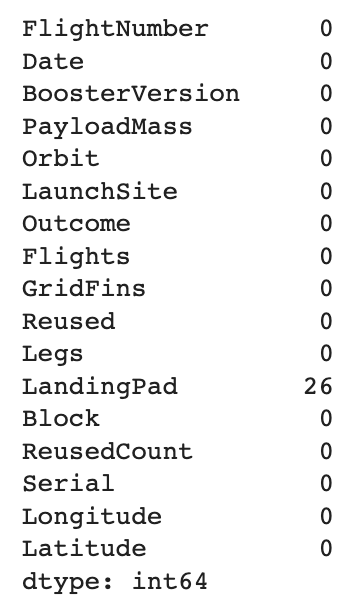 FlightNumber 0
Date 0
BoosterVersion 0
PayloadMass 0
Orbit 0
LaunchSite 0
Outcome 0
Flights 0
GridFins 0
Reused 0
Legs 0
LandingPad 26
Block 0
ReusedCount 0
Serial 0
Longitude 0
Latitude 0
dtype: int64